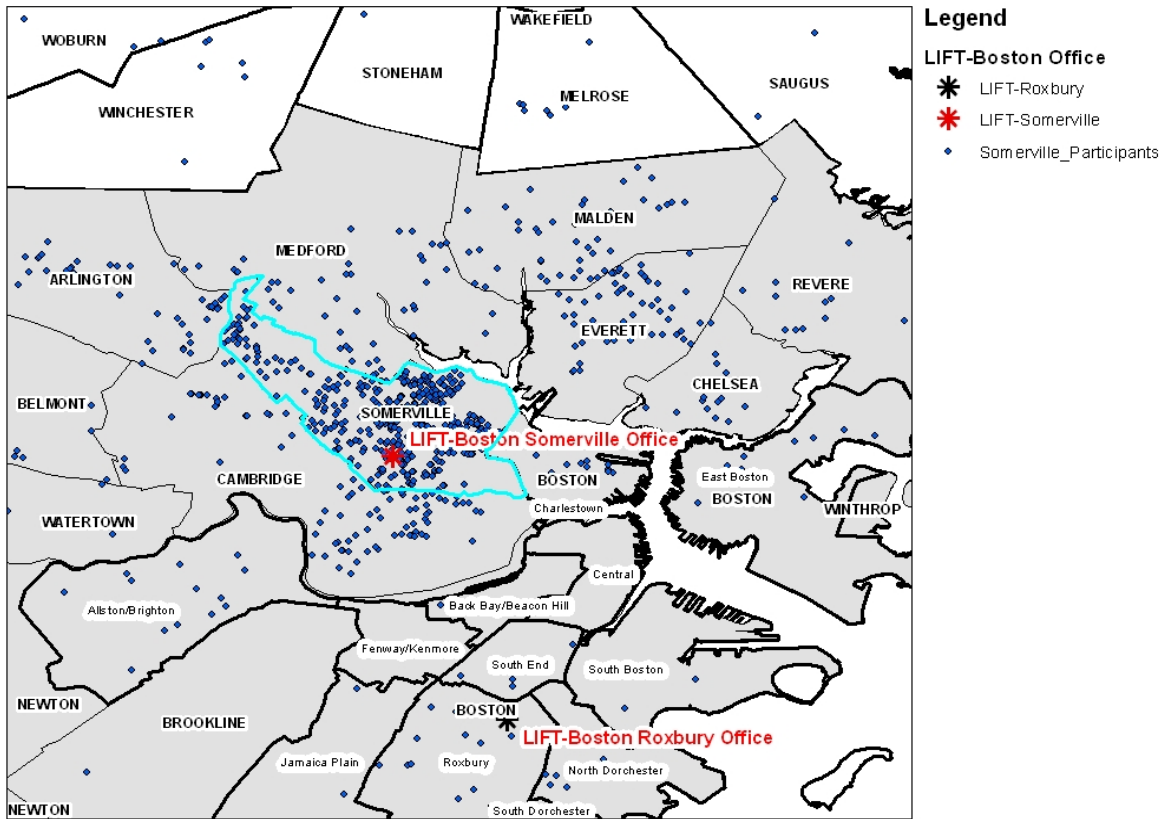 WOBURN
WAKEFIELD
STONEHAM
SAUGUS
MELROSE
WINCHESTER
MALDEN
MEDFORD
ARLINGTON
REVERE
EVERETT
CHELSEA
BELMONT
SOMERVILLE
LIFT-Boston Somerville Office
CAMBRIDGE
BOSTON
East Boston
BOSTON
Charlestown
WINTHROP
WATERTOWN
Central
Allston/Brighton
Back Bay/Beacon Hill
Fenway/Kenmore
South End
South Boston
NEWTON
BROOKLINE
BOSTON
LIFT-Boston Roxbury Office
Jamaica Plain
Roxbury
North Dorchester
NEWTON
South Dorchester
Legend
LIFT-Boston Office
LIFT-Roxbury
LIFT-Somerville
Somerville_Participants